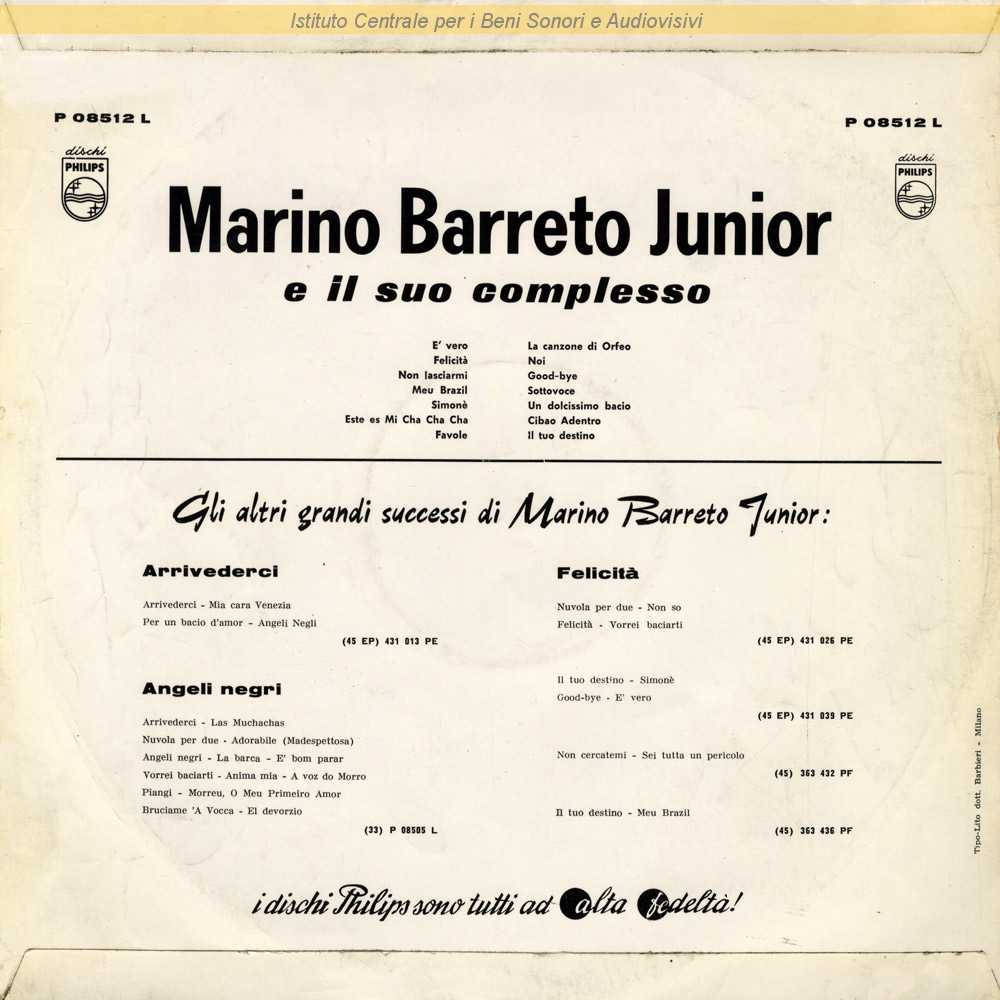 Istituto Centrale per i Beni Sonori e Audiovisivi
P 08512 L
P 08512 L
dischi
PHILIPS
dischi
PHILIPS
Marino Barreto Junior
e il suo complesso
E' vero
Felicità
Non lasciarmi
Meu Brazil
Simonè
Este es Mi Cha Cha Cha
Favole
La canzone di Orfeo
Noi
Good-bye
Sottovoce
Un dolcissimo bacio
Cibao Adentro
Il tuo destino
Gli altri grandi successi di Marino Barreto Junior:
Arrivederci
Arrivederci - Mia cara Venezia
Per un bacio d'amor - Angeli Negli
(45 EP) 431 013 PE
Angeli negri
Arrivederci - Las Muchachas
Nuvola per due - Adorabile (Madespettosa)
Angeli negri - La barca - E' bom parar
Vorrei baciarti - Anima mia - A voz do Morro
Piangi - Morreu, O Meu Primeiro Amor
Bruciame 'A Vocca - El devorzio
(33) P 08505 L
Felicità
Nuvola per due - Non so
Felicità - Vorrei baciarti
(45 EP) 431 026 PE
Il tuo destino - Simonè
Good-bye - E' vero
(45 EP) 431 039 PE
Non cercatemi - Sei tutta un pericolo
(45) 363 432 PF
Il tuo destino - Meu Brazil
(45) 363 436 PF
Tipo-Lito dott. Barbieri - Milano
i dischi Philips sono tutti ad alta fedeltà!